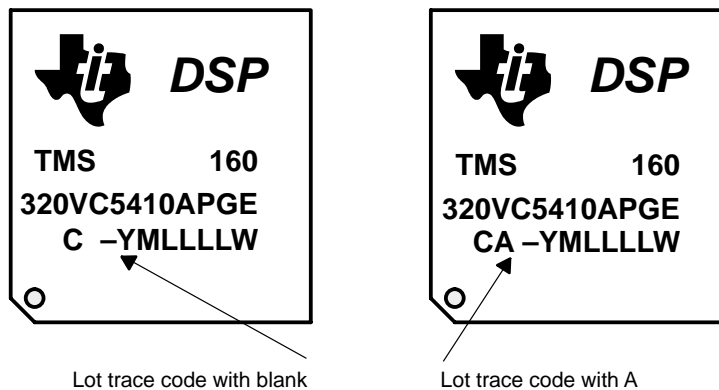 DSP
TMS 160
320VC5410APGE
C –YMLLLLW
Lot trace code with blank
DSP
TMS 160
320VC5410APGE
CA –YMLLLLW
Lot trace code with A